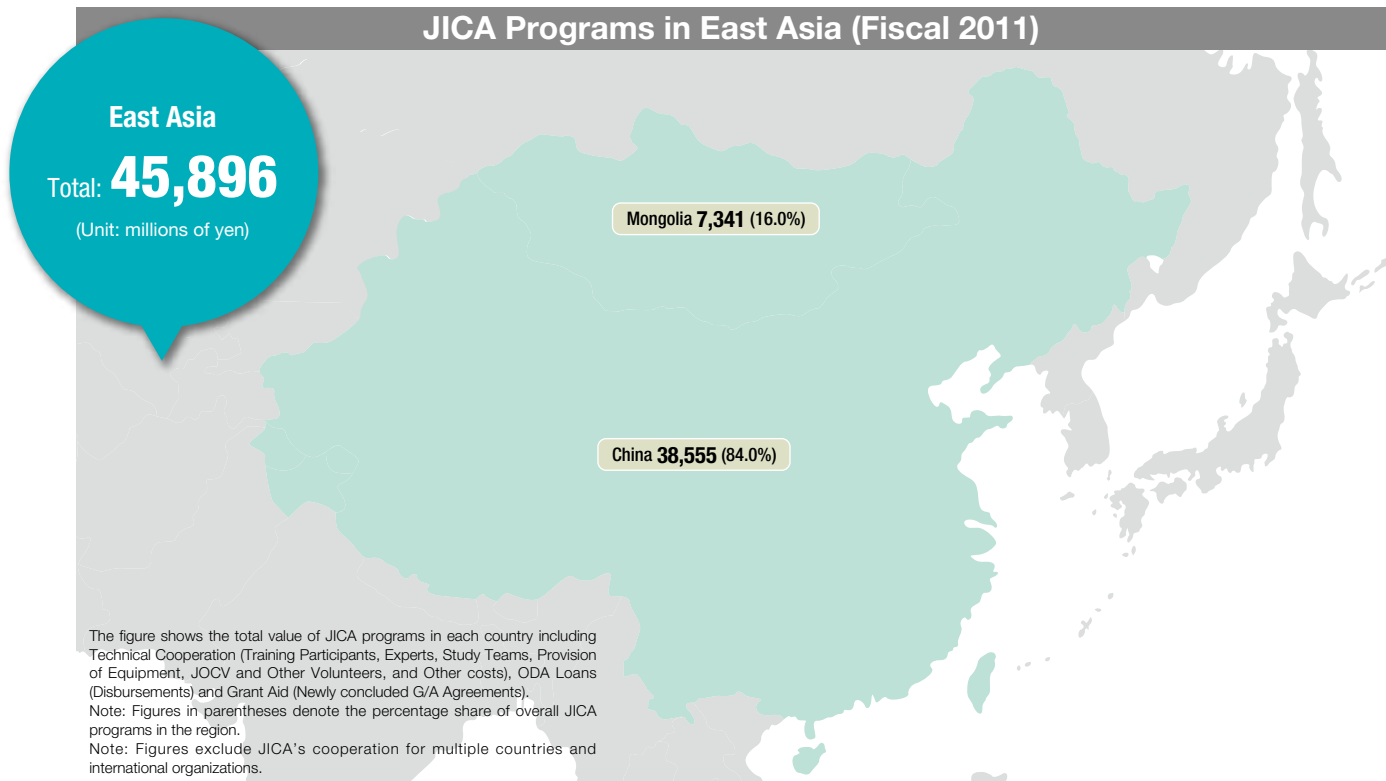 JICA Programs in East Asia (Fiscal 2011)
East Asia
Total: 45,896
(Unit: millions of yen)
Mongolia 7,341 (16.0%)
China 38,555 (84.0%)
The figure shows the total value of JICA programs in each country including
Technical Cooperation (Training Participants, Experts, Study Teams, Provision
of Equipment, JOCV and Other Volunteers, and Other costs), ODA Loans
(Disbursements) and Grant Aid (Newly concluded G/A Agreements).
Note: Figures in parentheses denote the percentage share of overall JICA
programs in the region.
Note: Figures exclude JICA's cooperation for multiple countries and
international organizations.